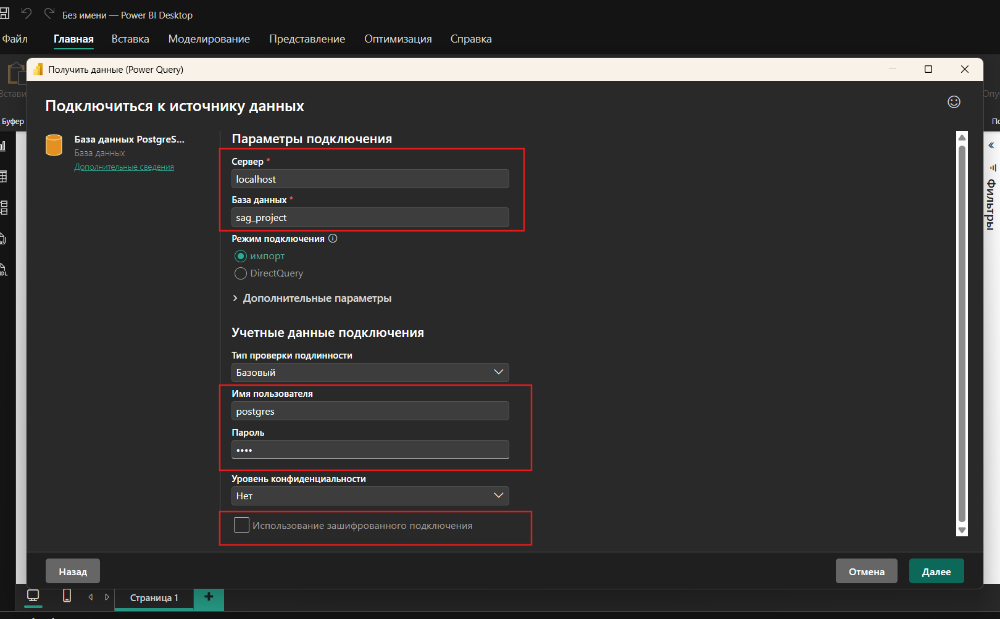 Без имени — Power BI Desktop
Файл Главная Вставка Моделирование Представление Оптимизация Справка
Получить данные (Power Query)
Подключиться к источнику данных
Буфер
База данных PostgreS...
База данных
Дополнительные сведения
Параметры подключения
Сервер *
localhost
База данных *
sag_project
Режим подключения
импорт
DirectQuery
Дополнительные параметры
Учетные данные подключения
Тип проверки подлинности
Базовый
Имя пользователя
postgres
Пароль
••••
Уровень конфиденциальности
Нет
Использование зашифрованного подключения
Назад Отмена Далее
Фильтры
Страница 1